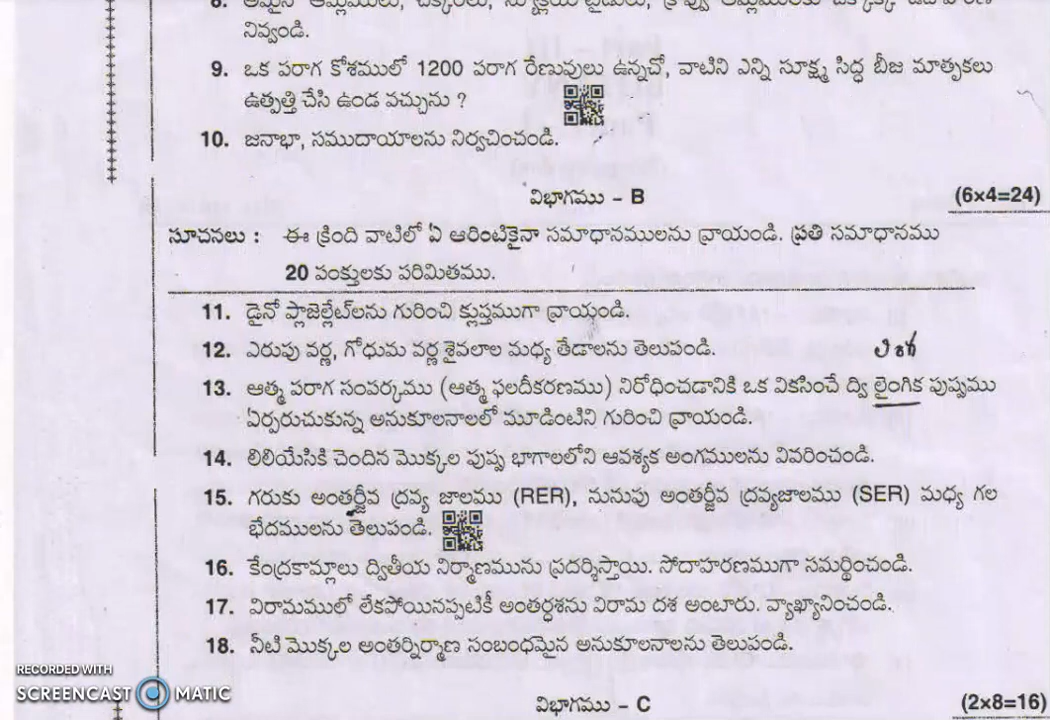 నివ్వండి.
9. ఒక పరాగ కోశములో 1200 పరాగ రేణువులు ఉన్నచో, వాటిని ఎన్ని సూక్ష్మ సిద్ధ బీజ మాతృకలు
ఉత్పత్తి చేసి ఉండ వచ్చును ?
10. జనాభా, సముదాయాలను నిర్వచించండి.
విభాగము – B (6x4=24)
సూచనలు : ఈ క్రింది వాటిలో ఏ ఆరింటికైనా సమాధానములను వ్రాయండి. ప్రతి సమాధానము
20 పంక్తులకు పరిమితము.
11. డైనో ఫ్లాజెల్లేట్‌లను గురించి క్లుప్తముగా వ్రాయండి.
12. ఎరుపు వర్ణ, గోధుమ వర్ణ శైవలాల మధ్య తేడాలను తెలుపండి.
13. ఆత్మ పరాగ సంపర్కము (ఆత్మ ఫలదీకరణము) నిరోధించడానికి ఒక వికసించే ద్వి లైంగిక పుష్పము
ఏర్పరుచుకున్న అనుకూలనాలలో మూడింటిని గురించి వ్రాయండి.
14. లిలియేసికి చెందిన మొక్కల పుష్ప భాగాలలోని ఆవశ్యక అంగములను వివరించండి.
15. గరుకు అంతర్జీవ ద్రవ్య జాలము (RER), నునుపు అంతర్జీవ ద్రవ్యజాలము (SER) మధ్య గల
భేదములను తెలుపండి.
16. కేంద్రకామ్లాలు ద్వితీయ నిర్మాణమును ప్రదర్శిస్తాయి. సోదాహరణముగా సమర్థించండి.
17. విరామములో లేకపోయినప్పటికీ అంతర్దశను విరామ దశ అంటారు. వ్యాఖ్యానించండి.
18. నీటి మొక్కల అంతర్నిర్మాణ సంబంధమైన అనుకూలనాలను తెలుపండి.
RECORDED WITH
SCREENCAST MATIC
విభాగము – C (2x8=16)